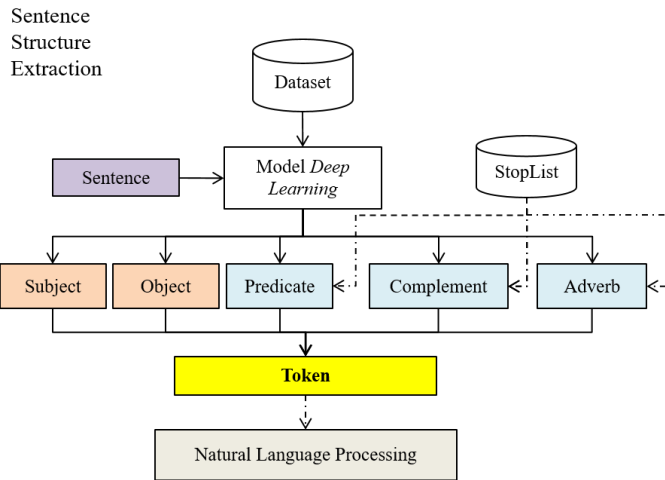 Sentence
Structure
Extraction
Dataset
Sentence
Model Deep
Learning
StopList
Subject
Object
Predicate
Complement
Adverb
Token
Natural Language Processing